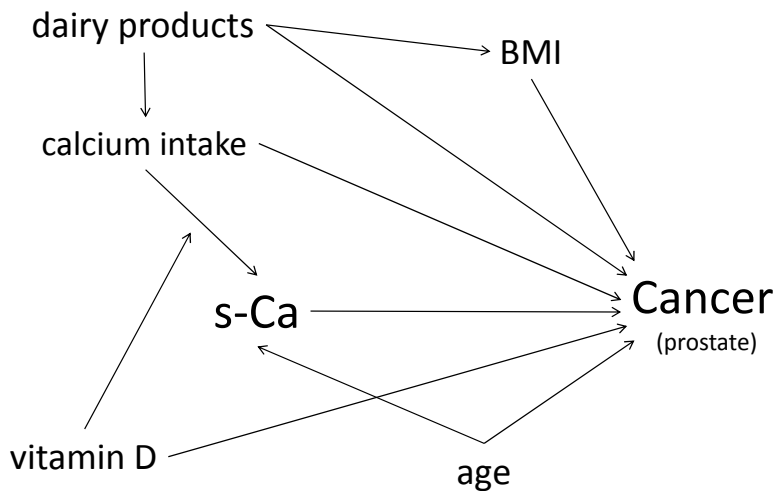 dairy products
BMI
calcium intake
s-Ca
Cancer
(prostate)
vitamin D
age